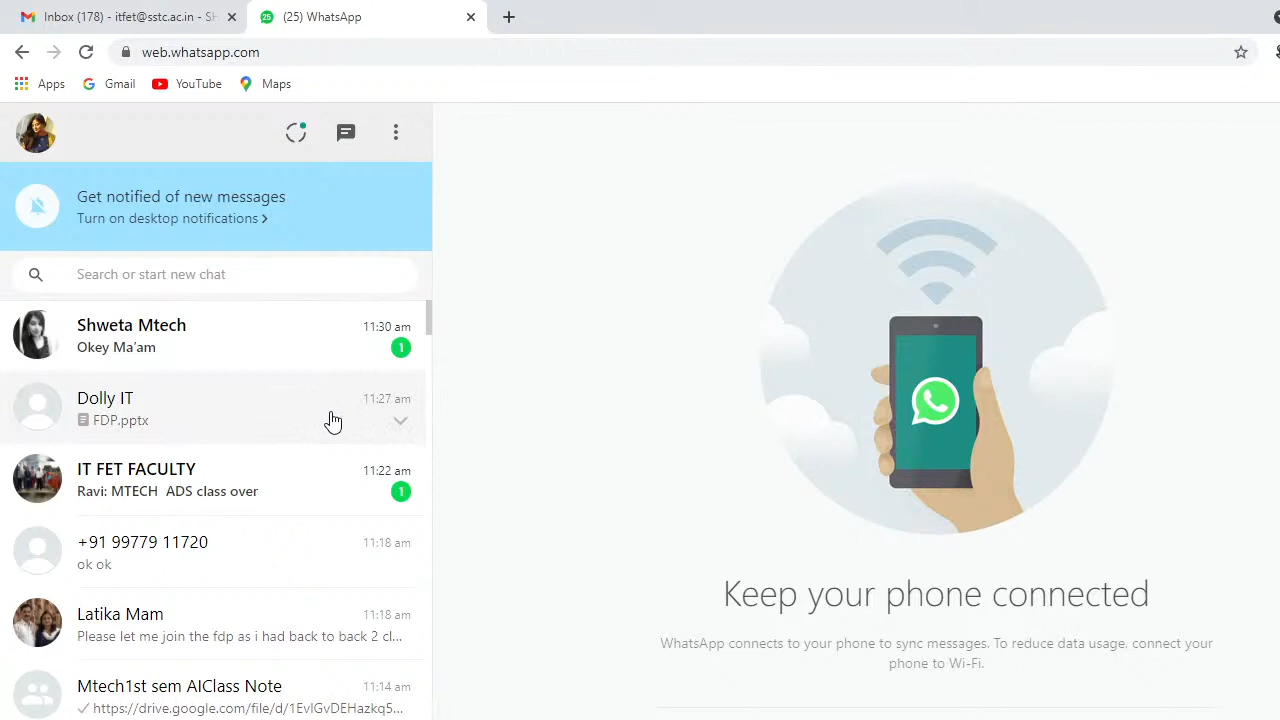 Inbox (178) - itfet@sstc.ac.in - SH
25
(25) WhatsApp
web.whatsapp.com
Apps
Gmail
YouTube
Maps
Get notified of new messages
Turn on desktop notifications >
Search or start new chat
Shweta Mtech
11:30 am
Okey Ma'am
1
Dolly IT
11:27 am
FDP.pptx
IT FET FACULTY
11:22 am
Ravi: MTECH ADS class over
1
+91 99779 11720
11:18 am
ok ok
Latika Mam
11:18 am
Please let me join the fdp as i had back to back 2 cl...
Mtech1st sem AIClass Note
11:14 am
https://drive.google.com/file/d/1EvlGvDEHazkq5...
Keep your phone connected
WhatsApp connects to your phone to sync messages. To reduce data usage, connect your
phone to Wi-Fi.